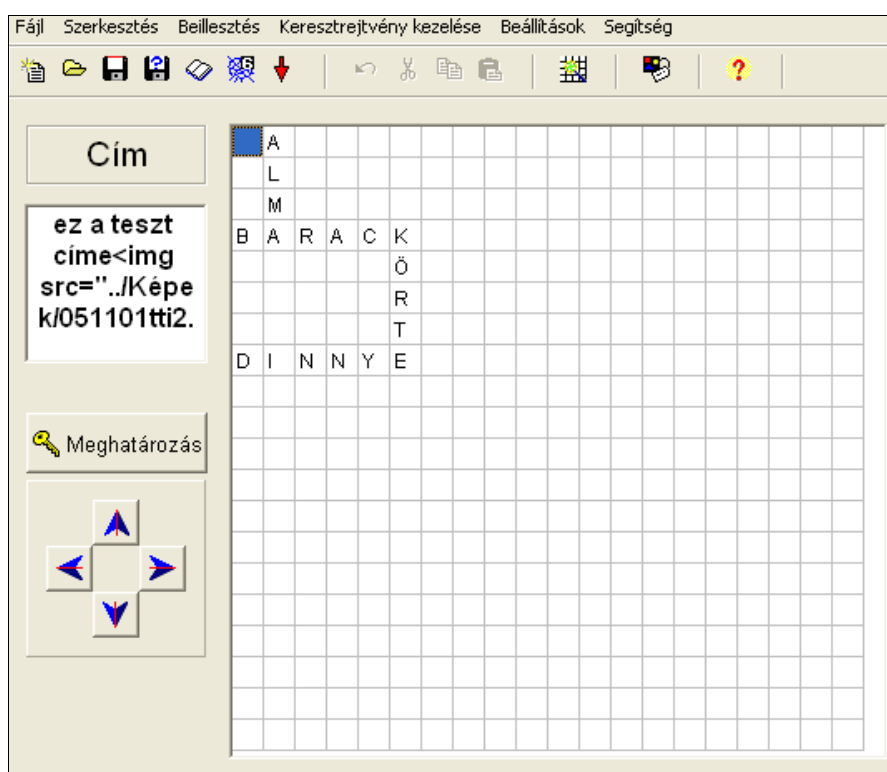 Fájl Szerkesztés Beillesztés Keresztrejtvény kezelése Beállítások Segítség
Cím
ez a teszt
címe<img
src="../Képe
k/051101tti2.
Meghatározás
A
L
M
B A R A C K
Ö
R
T
D I N N Y E